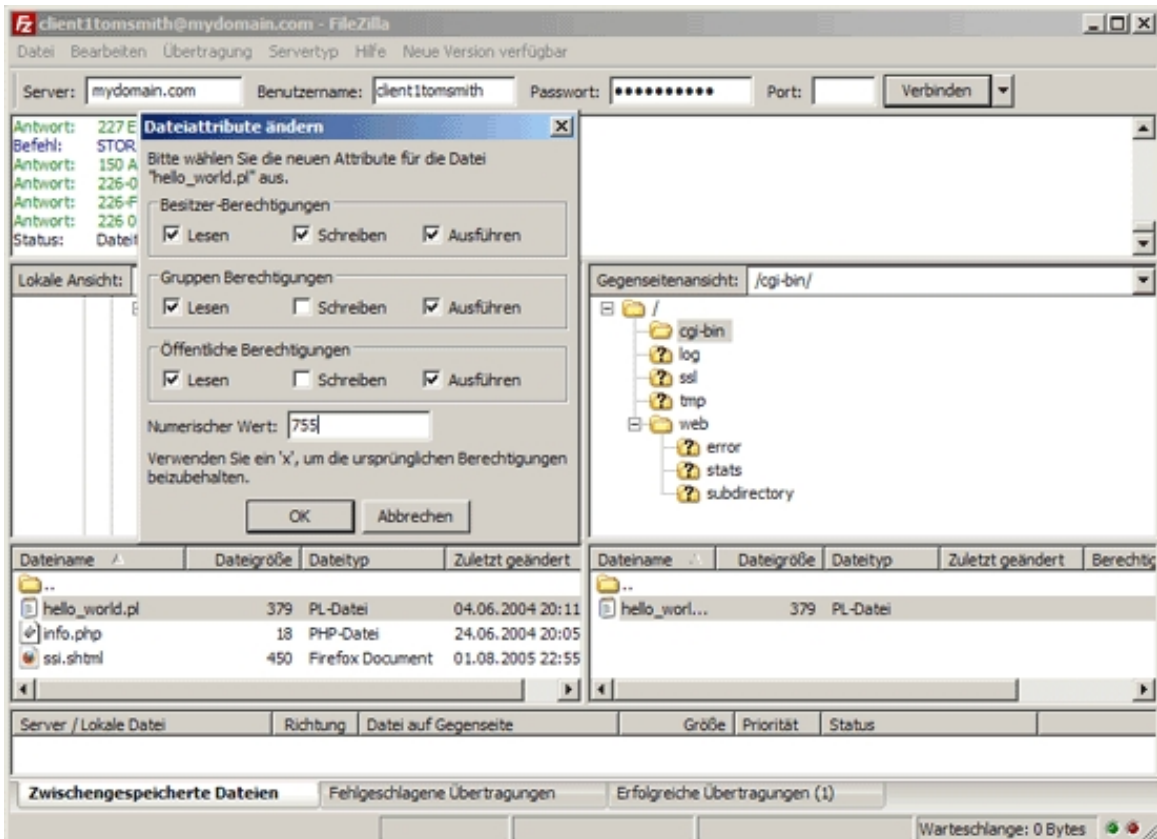 client1tomsmith@mydomain.com - FileZilla
Datei Bearbeiten Übertragung Servertyp Hilfe Neue Version verfügbar
Server: mydomain.com Benutzername: client1tomsmith Passwort: ●●●●●●●●●● Port: Verbinden
Antwort: 227 E
Befehl: STOR
Antwort: 150 A
Antwort: 226-0
Antwort: 226-F
Antwort: 226 0
Status: Dateif
Dateiattribute ändern
Bitte wählen Sie die neuen Attribute für die Datei
"hello_world.pl" aus.
Besitzer-Berechtigungen
Lesen Schreiben Ausführen
Gruppen Berechtigungen
Lesen Schreiben Ausführen
Öffentliche Berechtigungen
Lesen Schreiben Ausführen
Numerischer Wert: 755
Verwenden Sie ein 'x', um die ursprünglichen Berechtigungen
beizubehalten.
OK Abbrechen
Lokale Ansicht:
Gegenseitenansicht: /cgi-bin/
/
cgi-bin
log
ssl
tmp
web
error
stats
subdirectory
Dateiname Dateigröße Dateityp Zuletzt geändert
..
hello_world.pl 379 PL-Datei 04.06.2004 20:11
info.php 18 PHP-Datei 24.06.2004 20:05
ssi.shtml 450 Firefox Document 01.08.2005 22:55
Dateiname Dateigröße Dateityp Zuletzt geändert Berechtig
..
hello_worl... 379 PL-Datei
Server / Lokale Datei Richtung Datei auf Gegenseite Größe Priorität Status
Zwischengespeicherte Dateien Fehlgeschlagene Übertragungen Erfolgreiche Übertragungen (1)
Warteschlange: 0 Bytes